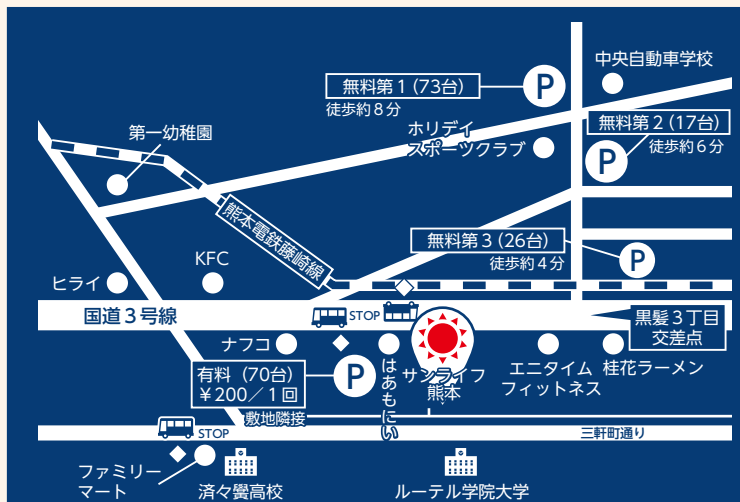 中央自動車学校
無料第1(73台)
P
徒歩約8分
無料第2(17台)
徒歩約6分
P
第一幼稚園
ホリデイ
スポーツクラブ
熊本電鉄藤崎線
無料第3(26台)
徒歩約4分
P
ヒライ
KFC
国道3号線
STOP
黒髪3丁目
交差点
ナフコ
はあもにい
サンライフ
熊本
エニタイム
フィットネス
桂花ラーメン
有料(70台)
¥200/1回
P
敷地隣接
STOP
三軒町通り
ファミリー
マート
済々黌高校
ルーテル学院大学